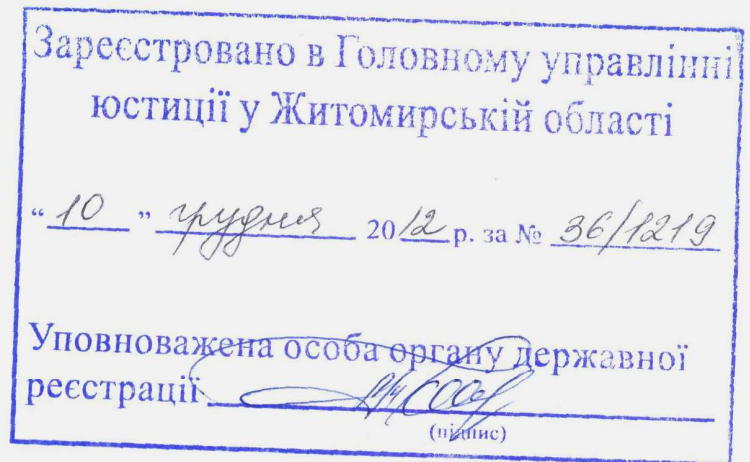 Зареєстровано в Головному управлінні
юстиції у Житомирській області
“ 10 ” грудня 2012 р. за № 36/1219
Уповноважена особа органу державної
реєстрації
(підпис)